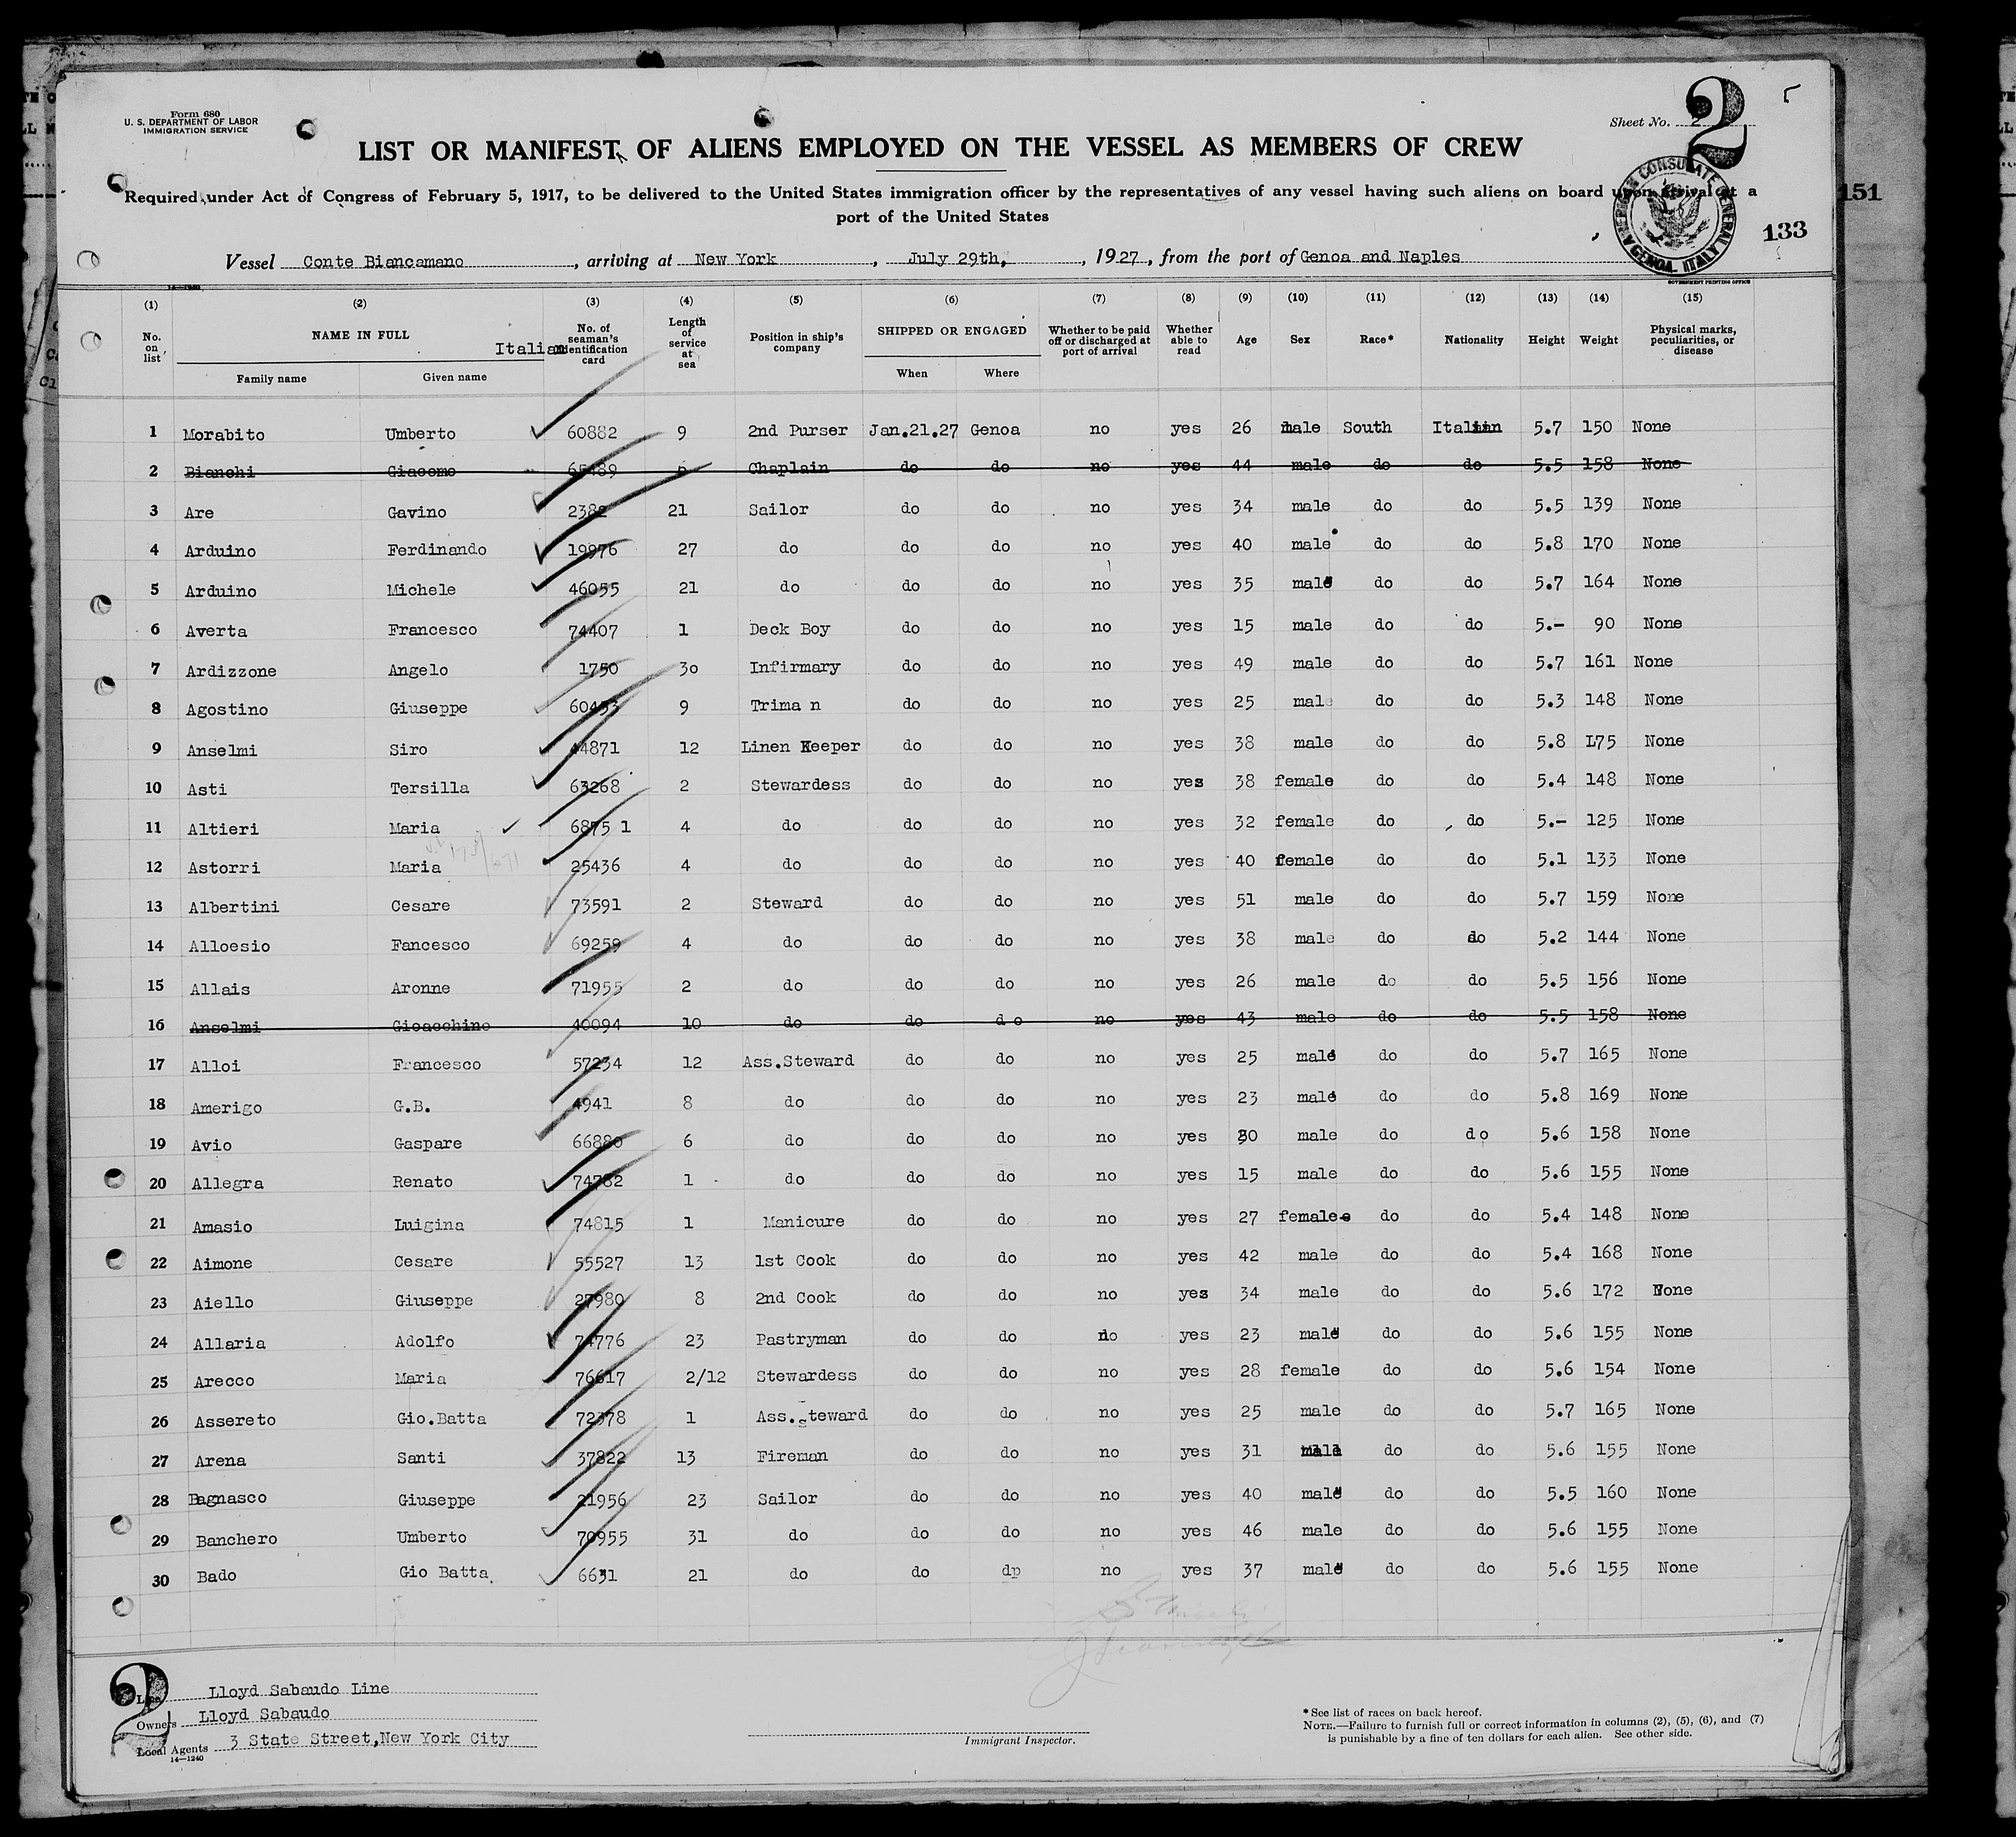 Form 680
U. S. DEPARTMENT OF LABOR
IMMIGRATION SERVICE
Sheet No. 2
2
LIST OR MANIFEST OF ALIENS EMPLOYED ON THE VESSEL AS MEMBERS OF CREW
Required under Act of Congress of February 5, 1917, to be delivered to the United States immigration officer by the representatives of any vessel having such aliens on board upon arrival at a
port of the United States
AMERICAN CONSULATE GENERAL GENOA, ITALY
151
133
Vessel Conte Biancamano, arriving at New York, July 29th, 1927, from the port of Genoa and Naples
GOVERNMENT PRINTING OFFICE
(1) (2) (3) (4) (5) (6) (7) (8) (9) (10) (11) (12) (13) (14) (15)
No. on list NAME IN FULL Family name Given name Italian No. of seaman's identification card Length of service at sea Position in ship's company SHIPPED OR ENGAGED When Where Whether to be paid off or discharged at port of arrival Whether able to read Age Sex Race* Nationality Height Weight Physical marks, peculiarities, or disease
1 Morabito Umberto 60882 9 2nd Purser Jan.21.27 Genoa no yes 26 male South Italian 5.7 150 None
2 Bianchi Giacomo 65489 6 Chaplain do do no yes 44 male do do 5.5 158 None
3 Are Gavino 2382 21 Sailor do do no yes 34 male do do 5.5 139 None
4 Arduino Ferdinando 19976 27 do do do no yes 40 male do do 5.8 170 None
5 Arduino Michele 46055 21 do do do no yes 35 male do do 5.7 164 None
6 Averta Francesco 74407 1 Deck Boy do do no yes 15 male do do 5.- 90 None
7 Ardizzone Angelo 1750 3o Infirmary do do no yes 49 male do do 5.7 161 None
8 Agostino Giuseppe 60453 9 Trima n do do no yes 25 male do do 5.3 148 None
9 Anselmi Siro 44871 12 Linen Keeper do do no yes 38 male do do 5.8 L75 None
10 Asti Tersilla 63268 2 Stewardess do do no yes 38 female do do 5.4 148 None
11 Altieri Maria 6875 1 4 do do do no yes 32 female do do 5.- 125 None
12 Astorri Maria 25436 4 do do do no yes 40 female do do 5.1 133 None
13 Albertini Cesare 73591 2 Steward do do no yes 51 male do do 5.7 159 None
14 Alloesio Fancesco 69259 4 do do do no yes 38 male do do 5.2 144 None
15 Allais Aronne 71955 2 do do do no yes 26 male do do 5.5 156 None
16 Anselmi Gioacchino 40094 10 do do d o no yes 43 male do do 5.5 158 None
17 Alloi Francesco 57234 12 Ass.Steward do do no yes 25 male do do 5.7 165 None
18 Amerigo G.B. 4941 8 do do do no yes 23 male do do 5.8 169 None
19 Avio Gaspare 66880 6 do do do no yes 30 male do do 5.6 158 None
20 Allegra Renato 74782 1 do do do no yes 15 male do do 5.6 155 None
21 Amasio Luigina 74815 1 Manicure do do no yes 27 female do do 5.4 148 None
22 Aimone Cesare 55527 13 1st Cook do do no yes 42 male do do 5.4 168 None
23 Aiello Giuseppe 27980 8 2nd Cook do do no yes 34 male do do 5.6 172 None
24 Allaria Adolfo 74776 23 Pastryman do do no yes 23 male do do 5.6 155 None
25 Arecco Maria 76617 2/12 Stewardess do do no yes 28 female do do 5.6 154 None
26 Assereto Gio.Batta 72378 1 Ass.Steward do do no yes 25 male do do 5.7 165 None
27 Arena Santi 37822 13 Fireman do do no yes 31 male do do 5.6 155 None
28 Bagnasco Giuseppe 21956 23 Sailor do do no yes 40 male do do 5.5 160 None
29 Banchero Umberto 70955 31 do do do no yes 46 male do do 5.6 155 None
30 Bado Gio Batta. 6631 21 do do dp no yes 37 male do do 5.6 155 None
2
Line Lloyd Sabaudo Line
Owners Lloyd Sabaudo
Local Agents 3 State Street,New York City
14—1240
Immigrant Inspector.
* See list of races on back hereof.
NOTE.—Failure to furnish full or correct information in columns (2), (5), (6), and (7)
is punishable by a fine of ten dollars for each alien. See other side.